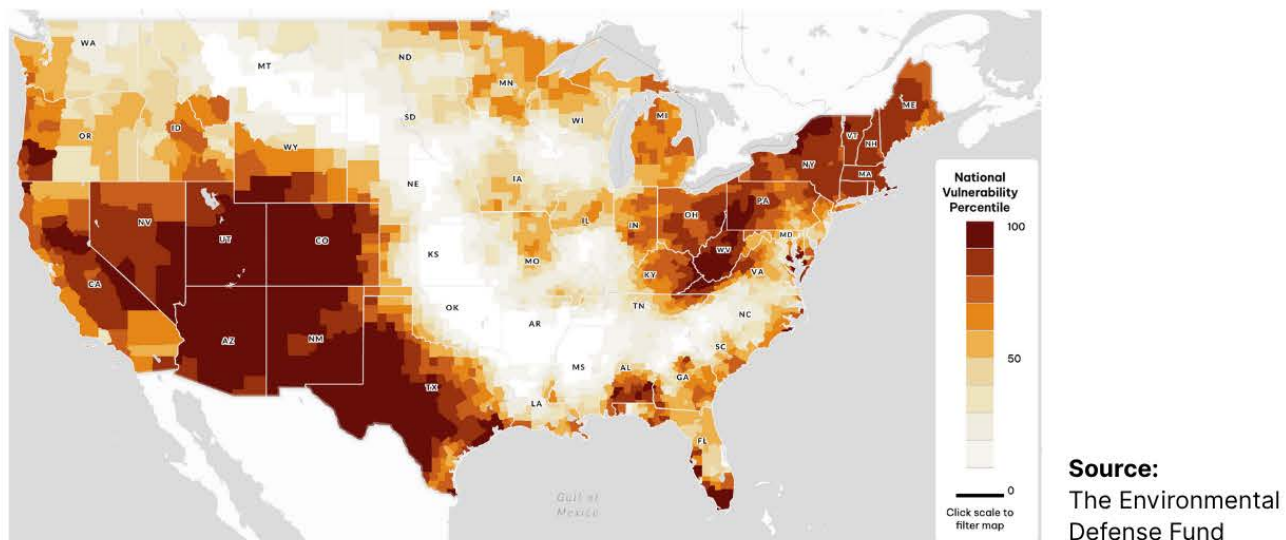 WA
MT
ND
MN
ME
OR
ID
WY
SD
WI
MI
VT
NH
NY
MA
NE
IA
PA
NV
UT
CO
IL
IN
OH
MD
CA
KS
MO
WV
VA
KY
AZ
NM
OK
AR
TN
NC
SC
TX
MS
AL
GA
LA
FL
Gulf of
Mexico
National
Vulnerability
Percentile
100
50
0
Click scale to
filter map
Source:
The Environmental
Defense Fund